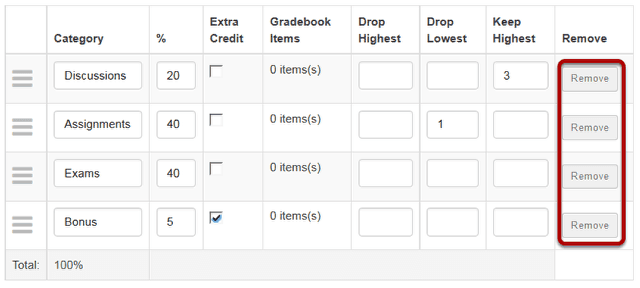 Category % Extra Credit Gradebook Items Drop Highest Drop Lowest Keep Highest Remove
Discussions 20 0 items(s) 3 Remove
Assignments 40 0 items(s) 1 Remove
Exams 40 0 items(s) Remove
Bonus 5 0 items(s) Remove
Total: 100%